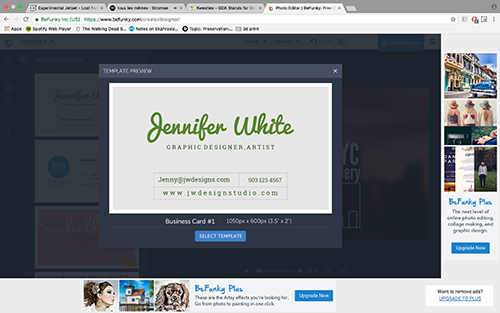 Experimental Jetset — Lost Fo
tous les mêmes - Stromae
Kwesties - GDA Stands for G
Photo Editor | BeFunky: Free
BeFunky Inc [US]
https://www.befunky.com/create/designer/
Apps
Spotify Web Player
The Walking Dead S
Notes on Ekphrasis
Topic: Preservation
3d print
TEMPLATE PREVIEW
Jennifer White
GRAPHIC DESIGNER, ARTIST
Jenny@jwdesigns.com
503.123.4567
www.jwdesignstudio.com
Business Card #1
1050px x 600px (3.5" x 2")
SELECT TEMPLATE
BeFunky Plus
The next level of
online photo editing,
collage making, and
graphic design.
Upgrade Now
BeFunky Plus
These are the Artsy effects you're looking for.
Go from photo to painting in one click.
Upgrade Now
Want to remove ads?
UPGRADE TO PLUS